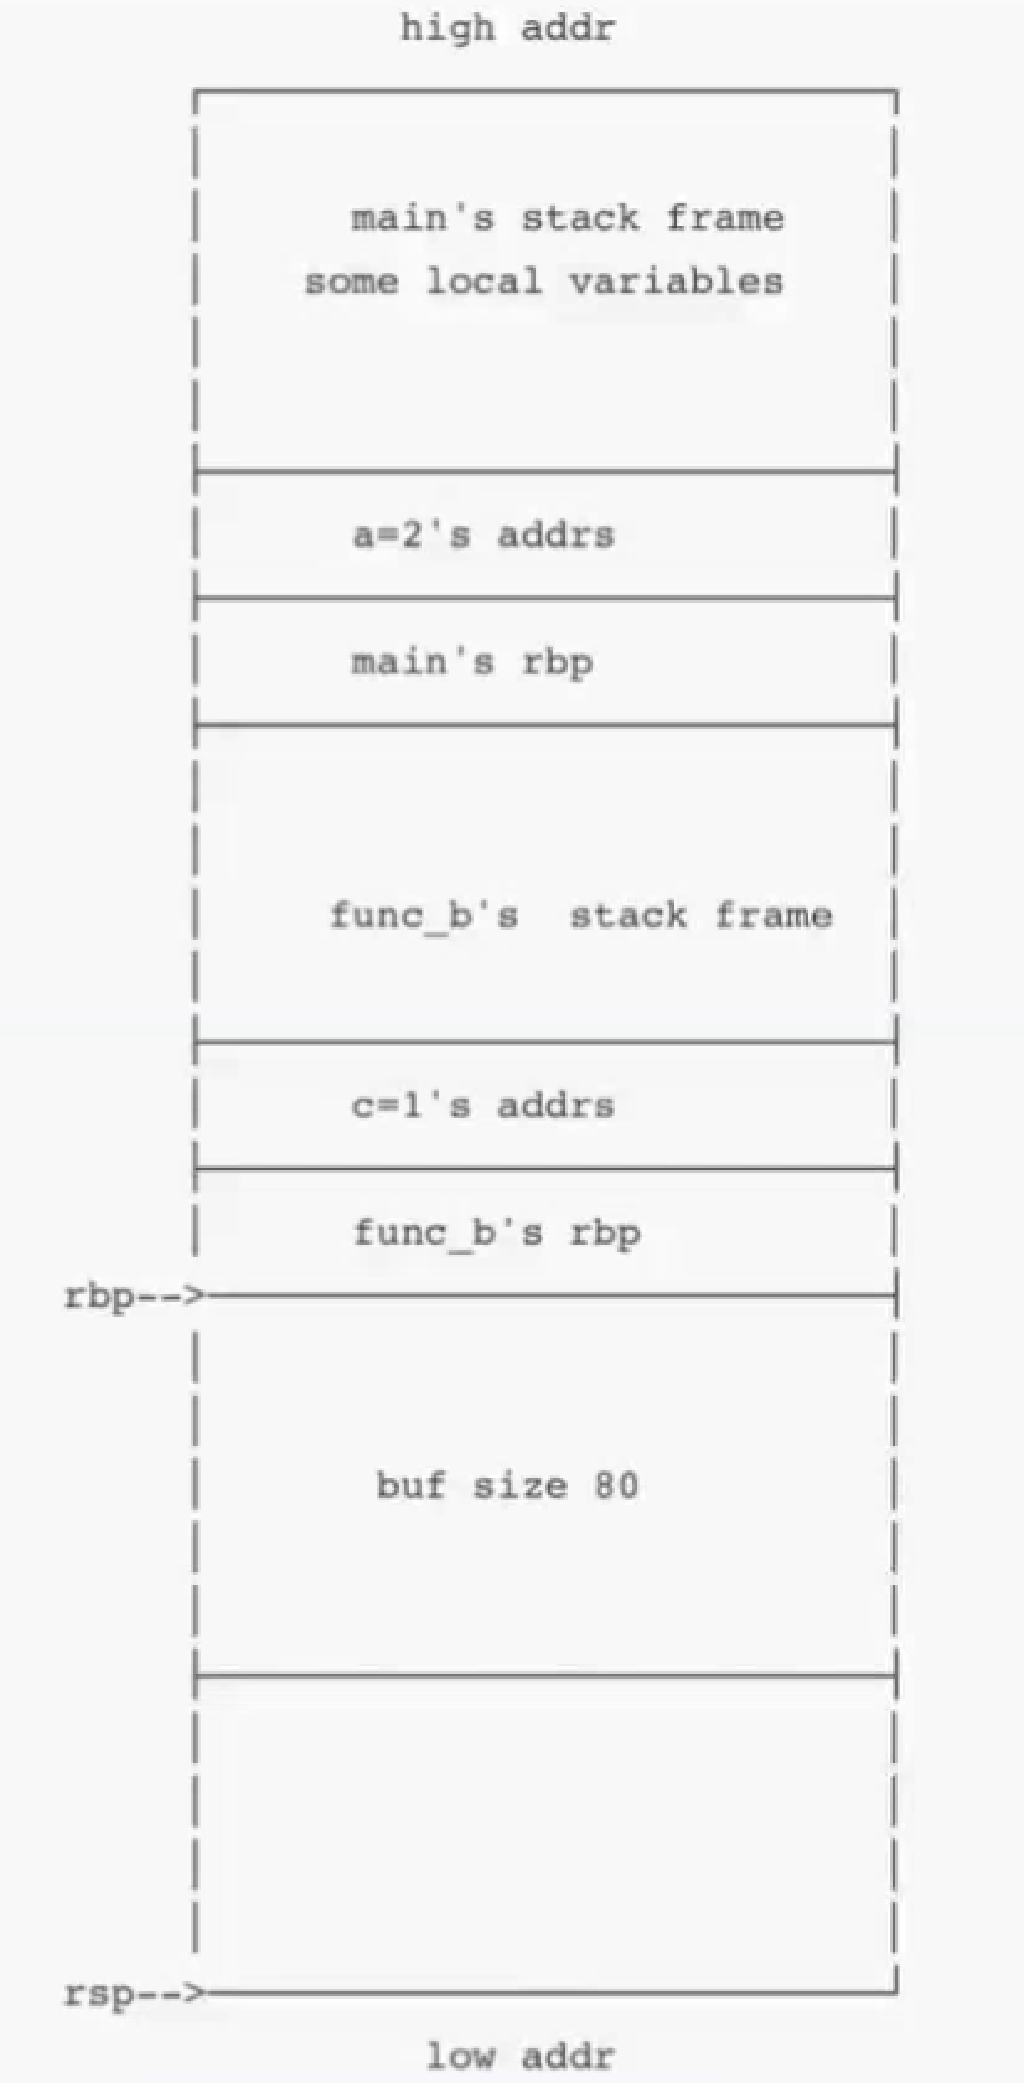 high addr
main's stack frame
some local variables
a=2's addrs
main's rbp
func_b's  stack frame
c=1's addrs
func_b's rbp
rbp-->
buf size 80
rsp-->
low addr